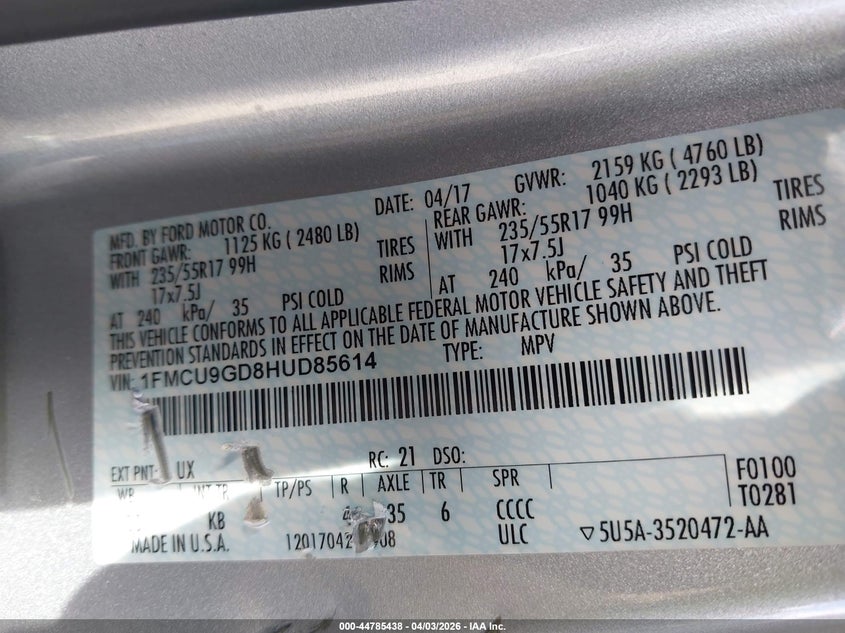 MFD. BY FORD MOTOR CO. DATE: 04/17 GVWR: 2159 KG ( 4760 LB)
FRONT GAWR: 1125 KG ( 2480 LB) REAR GAWR: 1040 KG ( 2293 LB)
WITH 235/55R17 99H TIRES WITH 235/55R17 99H TIRES
17x7.5J RIMS 17x7.5J RIMS
AT 240 kPa/ 35 PSI COLD AT 240 kPa/ 35 PSI COLD
THIS VEHICLE CONFORMS TO ALL APPLICABLE FEDERAL MOTOR VEHICLE SAFETY AND THEFT
PREVENTION STANDARDS IN EFFECT ON THE DATE OF MANUFACTURE SHOWN ABOVE.
VIN: 1FMCU9GD8HUD85614 TYPE: MPV
EXT PNT: UX RC: 21 DSO: F0100
INT TR TP/PS R AXLE TR SPR T0281
KB 35 6 CCCC
MADE IN U.S.A. ULC ▽5U5A-3520472-AA
000-44785438 - 04/03/2026 - IAA Inc.